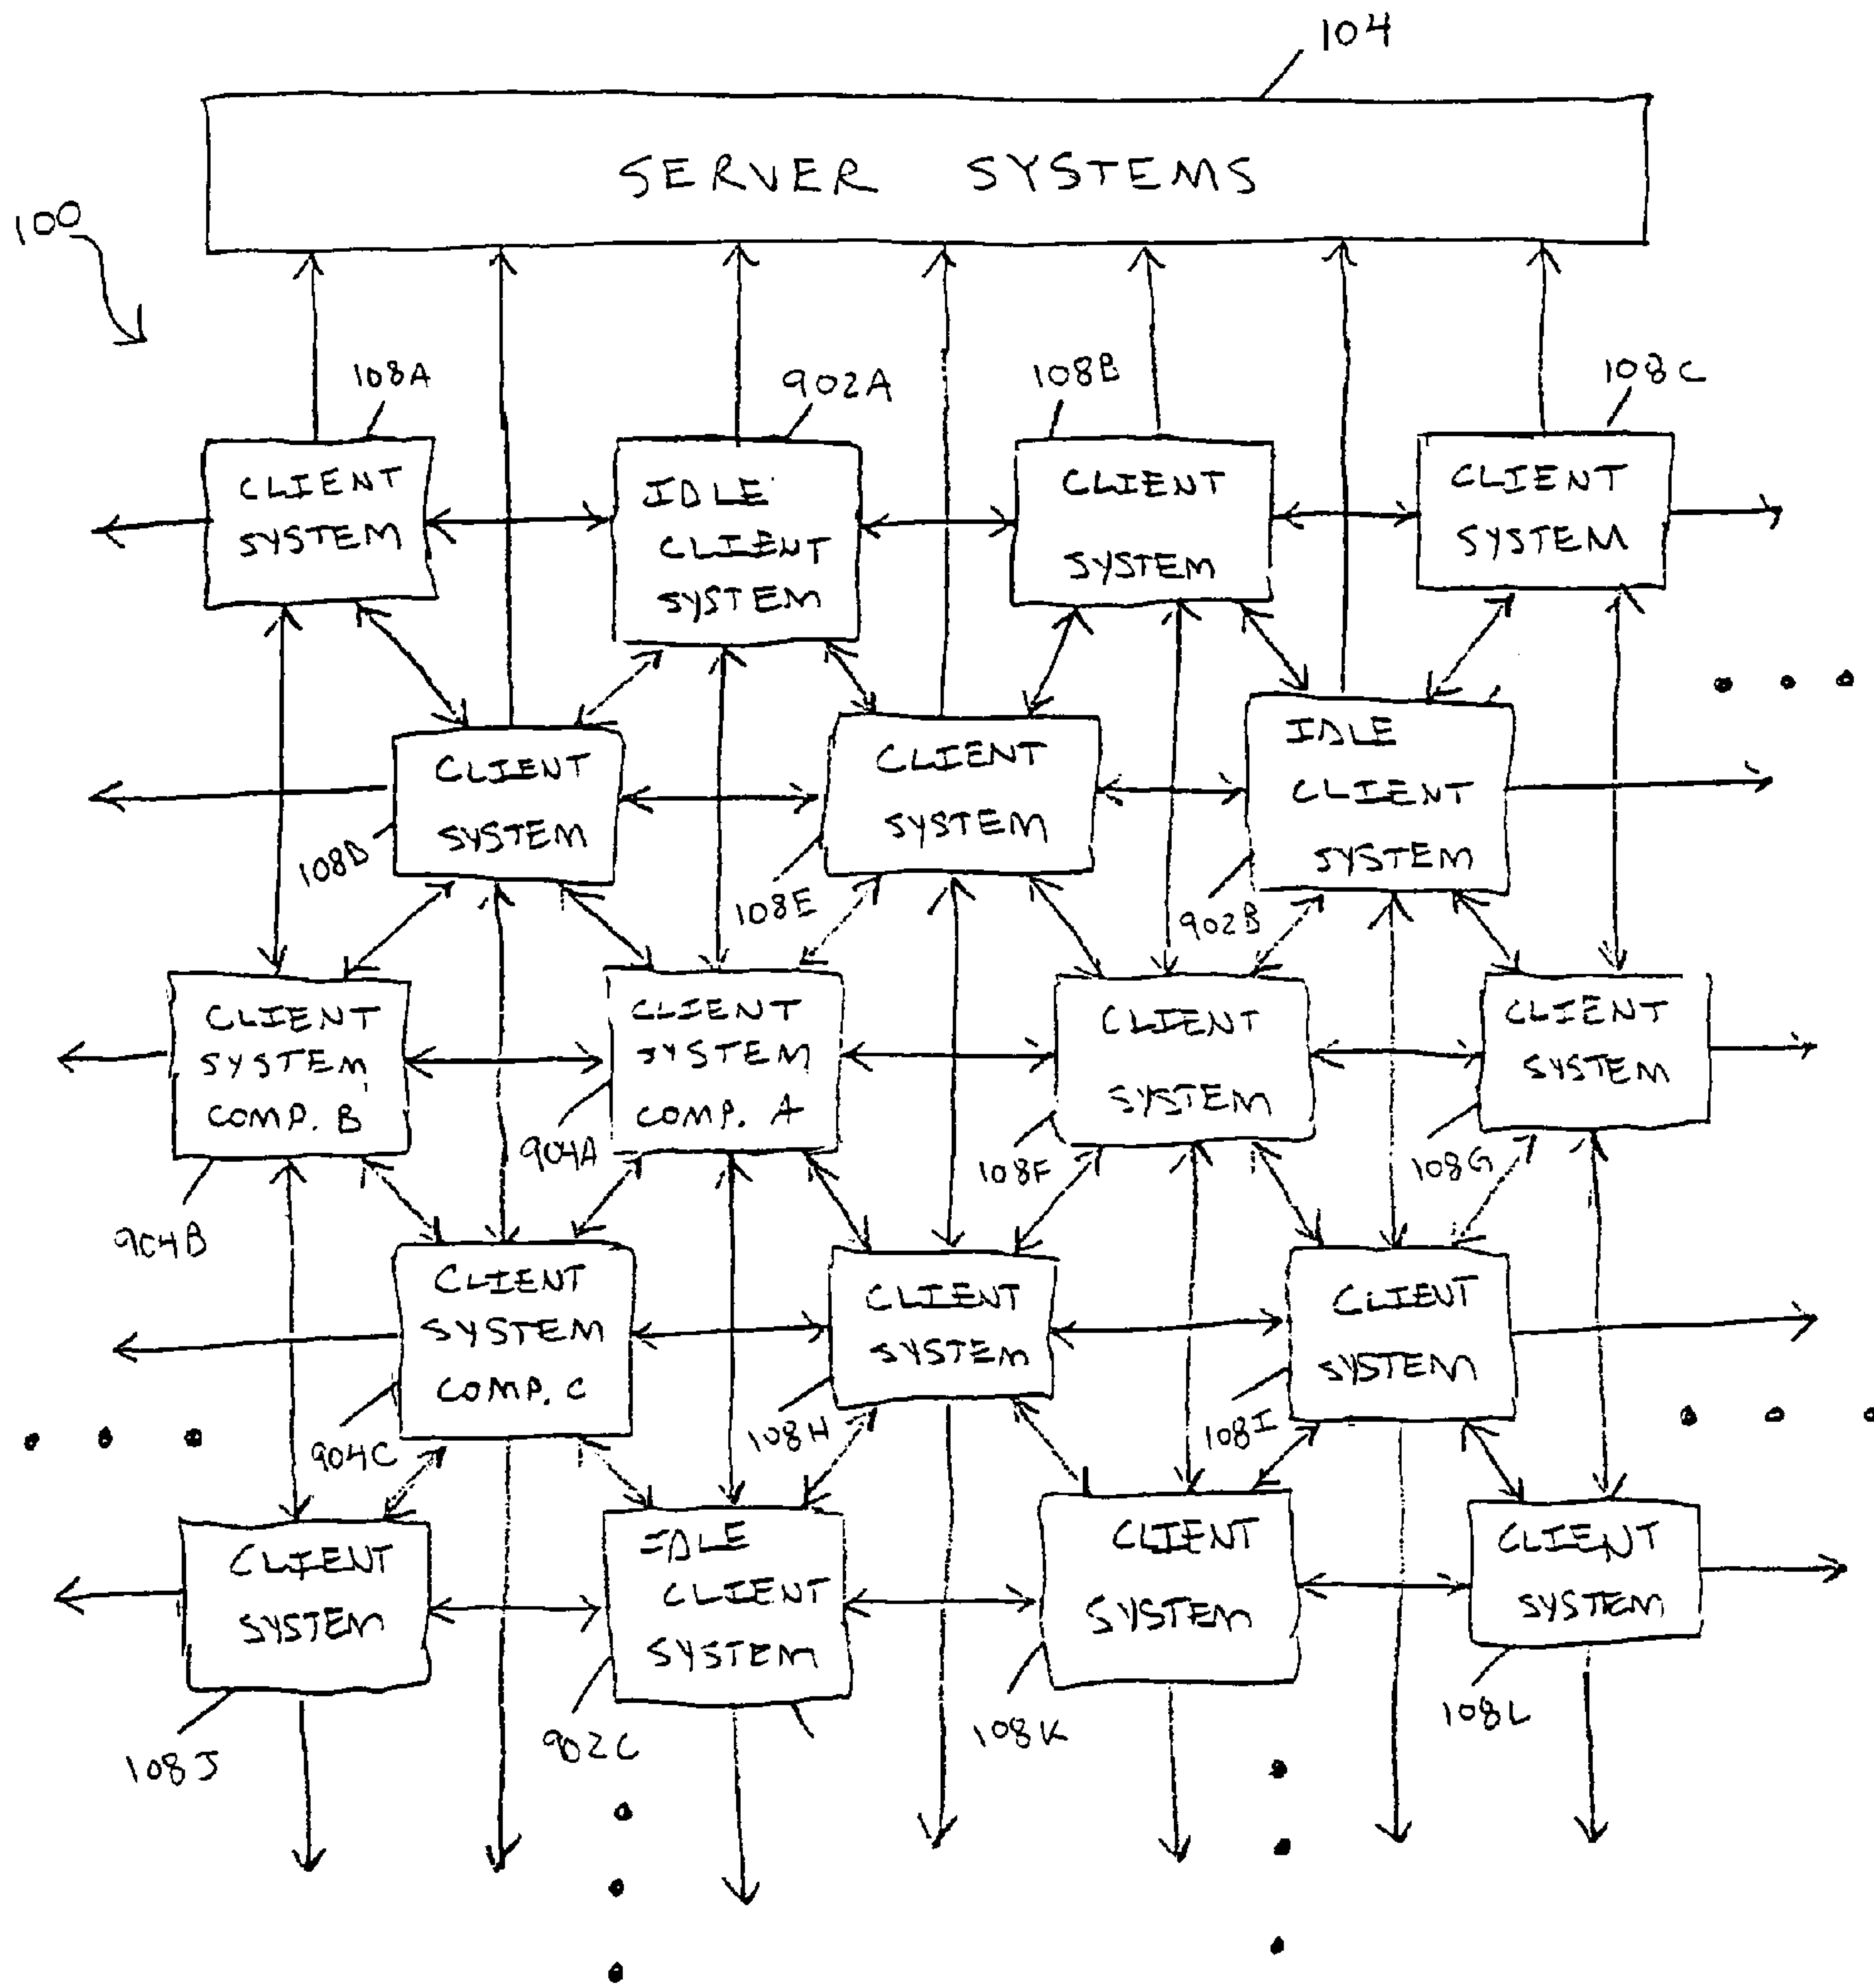 104
SERVER SYSTEMS
100
108A
902A
108B
108C
CLIENT
SYSTEM
IDLE
CLIENT
SYSTEM
CLIENT
SYSTEM
CLIENT
SYSTEM
CLIENT
SYSTEM
108D
CLIENT
SYSTEM
108E
IDLE
CLIENT
SYSTEM
902B
CLIENT
SYSTEM
COMP. B
904B
CLIENT
SYSTEM
COMP. A
904A
CLIENT
SYSTEM
108F
CLIENT
SYSTEM
108G
CLIENT
SYSTEM
COMP. C
904C
CLIENT
SYSTEM
108H
CLIENT
SYSTEM
108I
CLIENT
SYSTEM
108J
IDLE
CLIENT
SYSTEM
902C
CLIENT
SYSTEM
108K
CLIENT
SYSTEM
108L